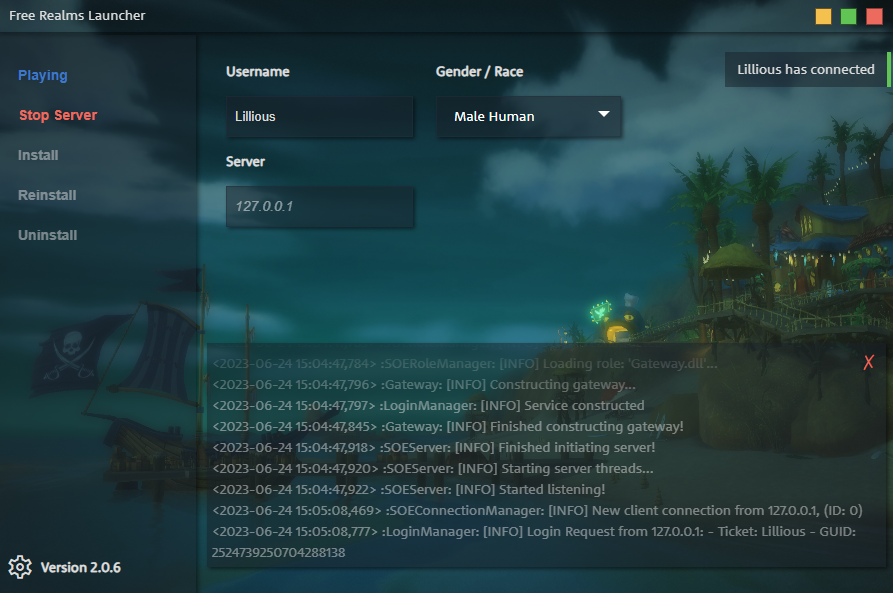 Free Realms Launcher
Playing
Stop Server
Install
Reinstall
Uninstall
Version 2.0.6
Username
Gender / Race
Lillious
Male Human
Server
127.0.0.1
Lillious has connected
X
<2023-06-24 15:04:47,784> :SOERoleManager: [INFO] Loading role: 'Gateway.dll'...
<2023-06-24 15:04:47,796> :Gateway: [INFO] Constructing gateway...
<2023-06-24 15:04:47,797> :LoginManager: [INFO] Service constructed
<2023-06-24 15:04:47,845> :Gateway: [INFO] Finished constructing gateway!
<2023-06-24 15:04:47,918> :SOEServer: [INFO] Finished initiating server!
<2023-06-24 15:04:47,920> :SOEServer: [INFO] Starting server threads...
<2023-06-24 15:04:47,922> :SOEServer: [INFO] Started listening!
<2023-06-24 15:05:08,469> :SOEConnectionManager: [INFO] New client connection from 127.0.0.1, (ID: 0)
<2023-06-24 15:05:08,777> :LoginManager: [INFO] Login Request from 127.0.0.1: - Ticket: Lillious - GUID:
2524739250704288138